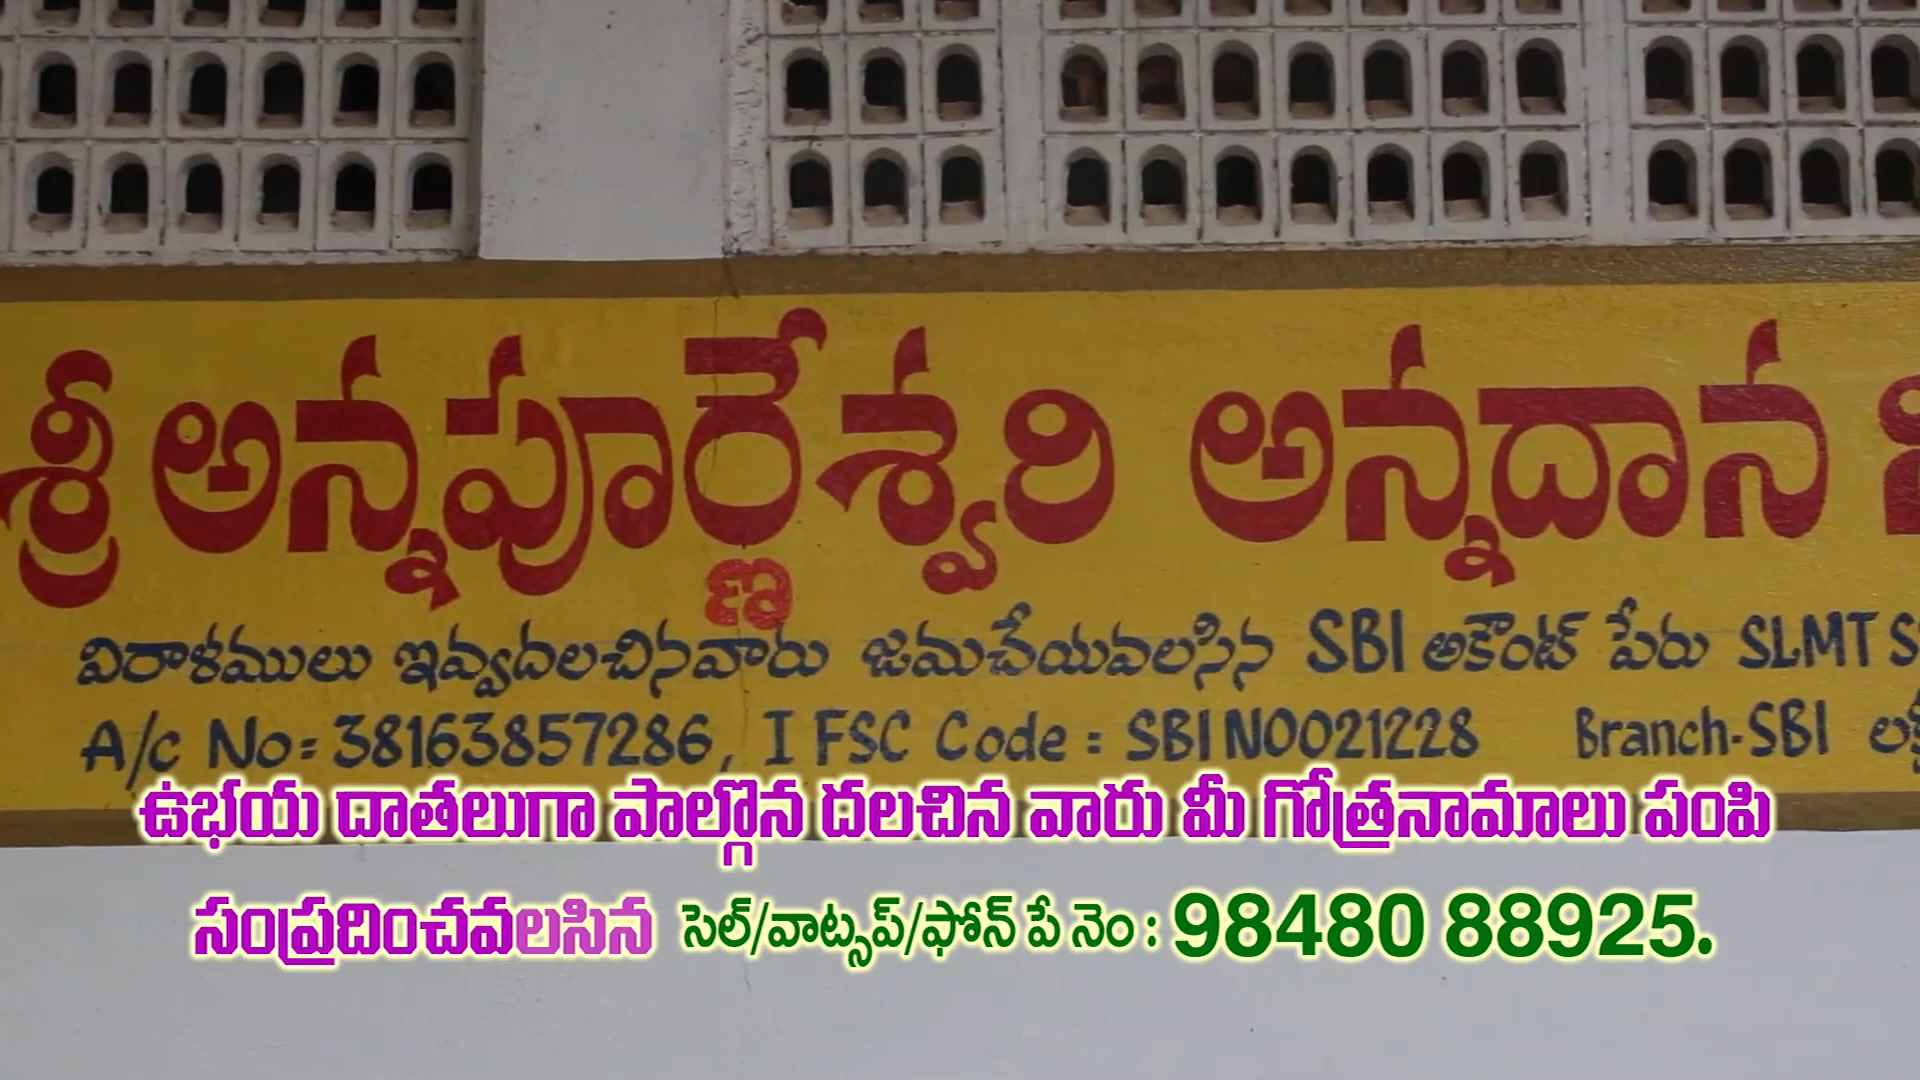 శ్రీ అన్నపూర్ణేశ్వరి అన్నదాన
విరాళములు ఇవ్వదలచినవారు జమచేయవలసిన SBI అకౌంట్ పేరు SLMT
A/c No: 38163857286, IFSC Code: SBIN0021228 Branch-SBI
ఉభయ దాతలుగా పాల్గొన దలచిన వారు మీ గోత్రనామాలు పంపి
సంప్రదించవలసిన సెల్/వాట్సప్/ఫోన్ పే నెం : 98480 88925.